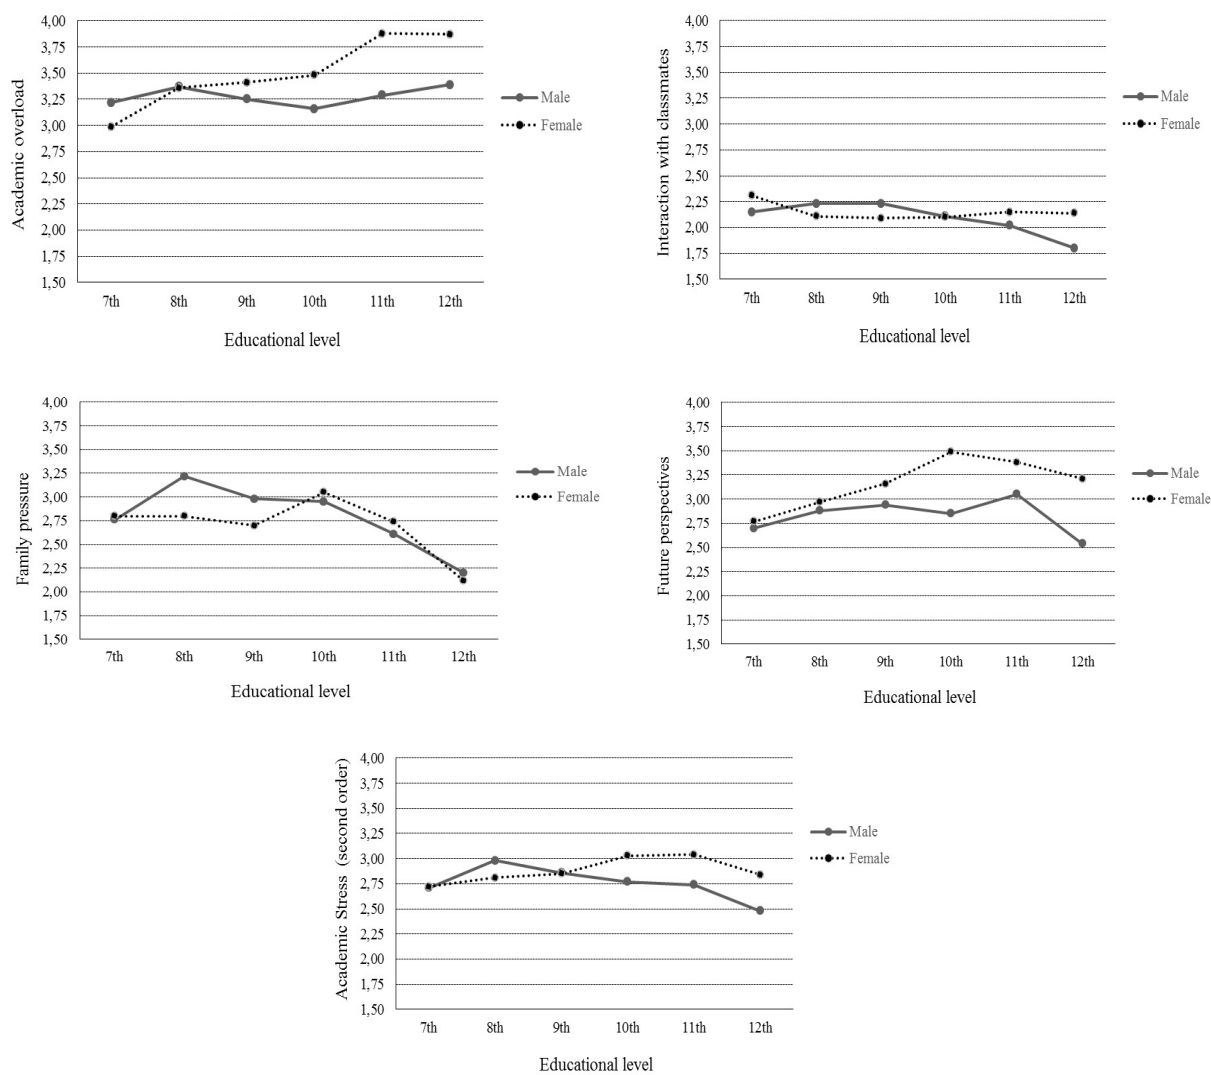 4,00
3,75
3,50
3,25
3,00
2,75
2,50
2,25
2,00
1,75
1,50
Academic overload
7th 8th 9th 10th 11th 12th
Educational level
Male
Female
4,00
3,75
3,50
3,25
3,00
2,75
2,50
2,25
2,00
1,75
1,50
Interaction with classmates
7th 8th 9th 10th 11th 12th
Educational level
Male
Female
4,00
3,75
3,50
3,25
3,00
2,75
2,50
2,25
2,00
1,75
1,50
Family pressure
7th 8th 9th 10th 11th 12th
Educational level
Male
Female
4,00
3,75
3,50
3,25
3,00
2,75
2,50
2,25
2,00
1,75
1,50
Future perspectives
7th 8th 9th 10th 11th 12th
Educational level
Male
Female
4,00
3,75
3,50
3,25
3,00
2,75
2,50
2,25
2,00
1,75
1,50
Academic Stress (second order)
7th 8th 9th 10th 11th 12th
Educational level
Male
Female